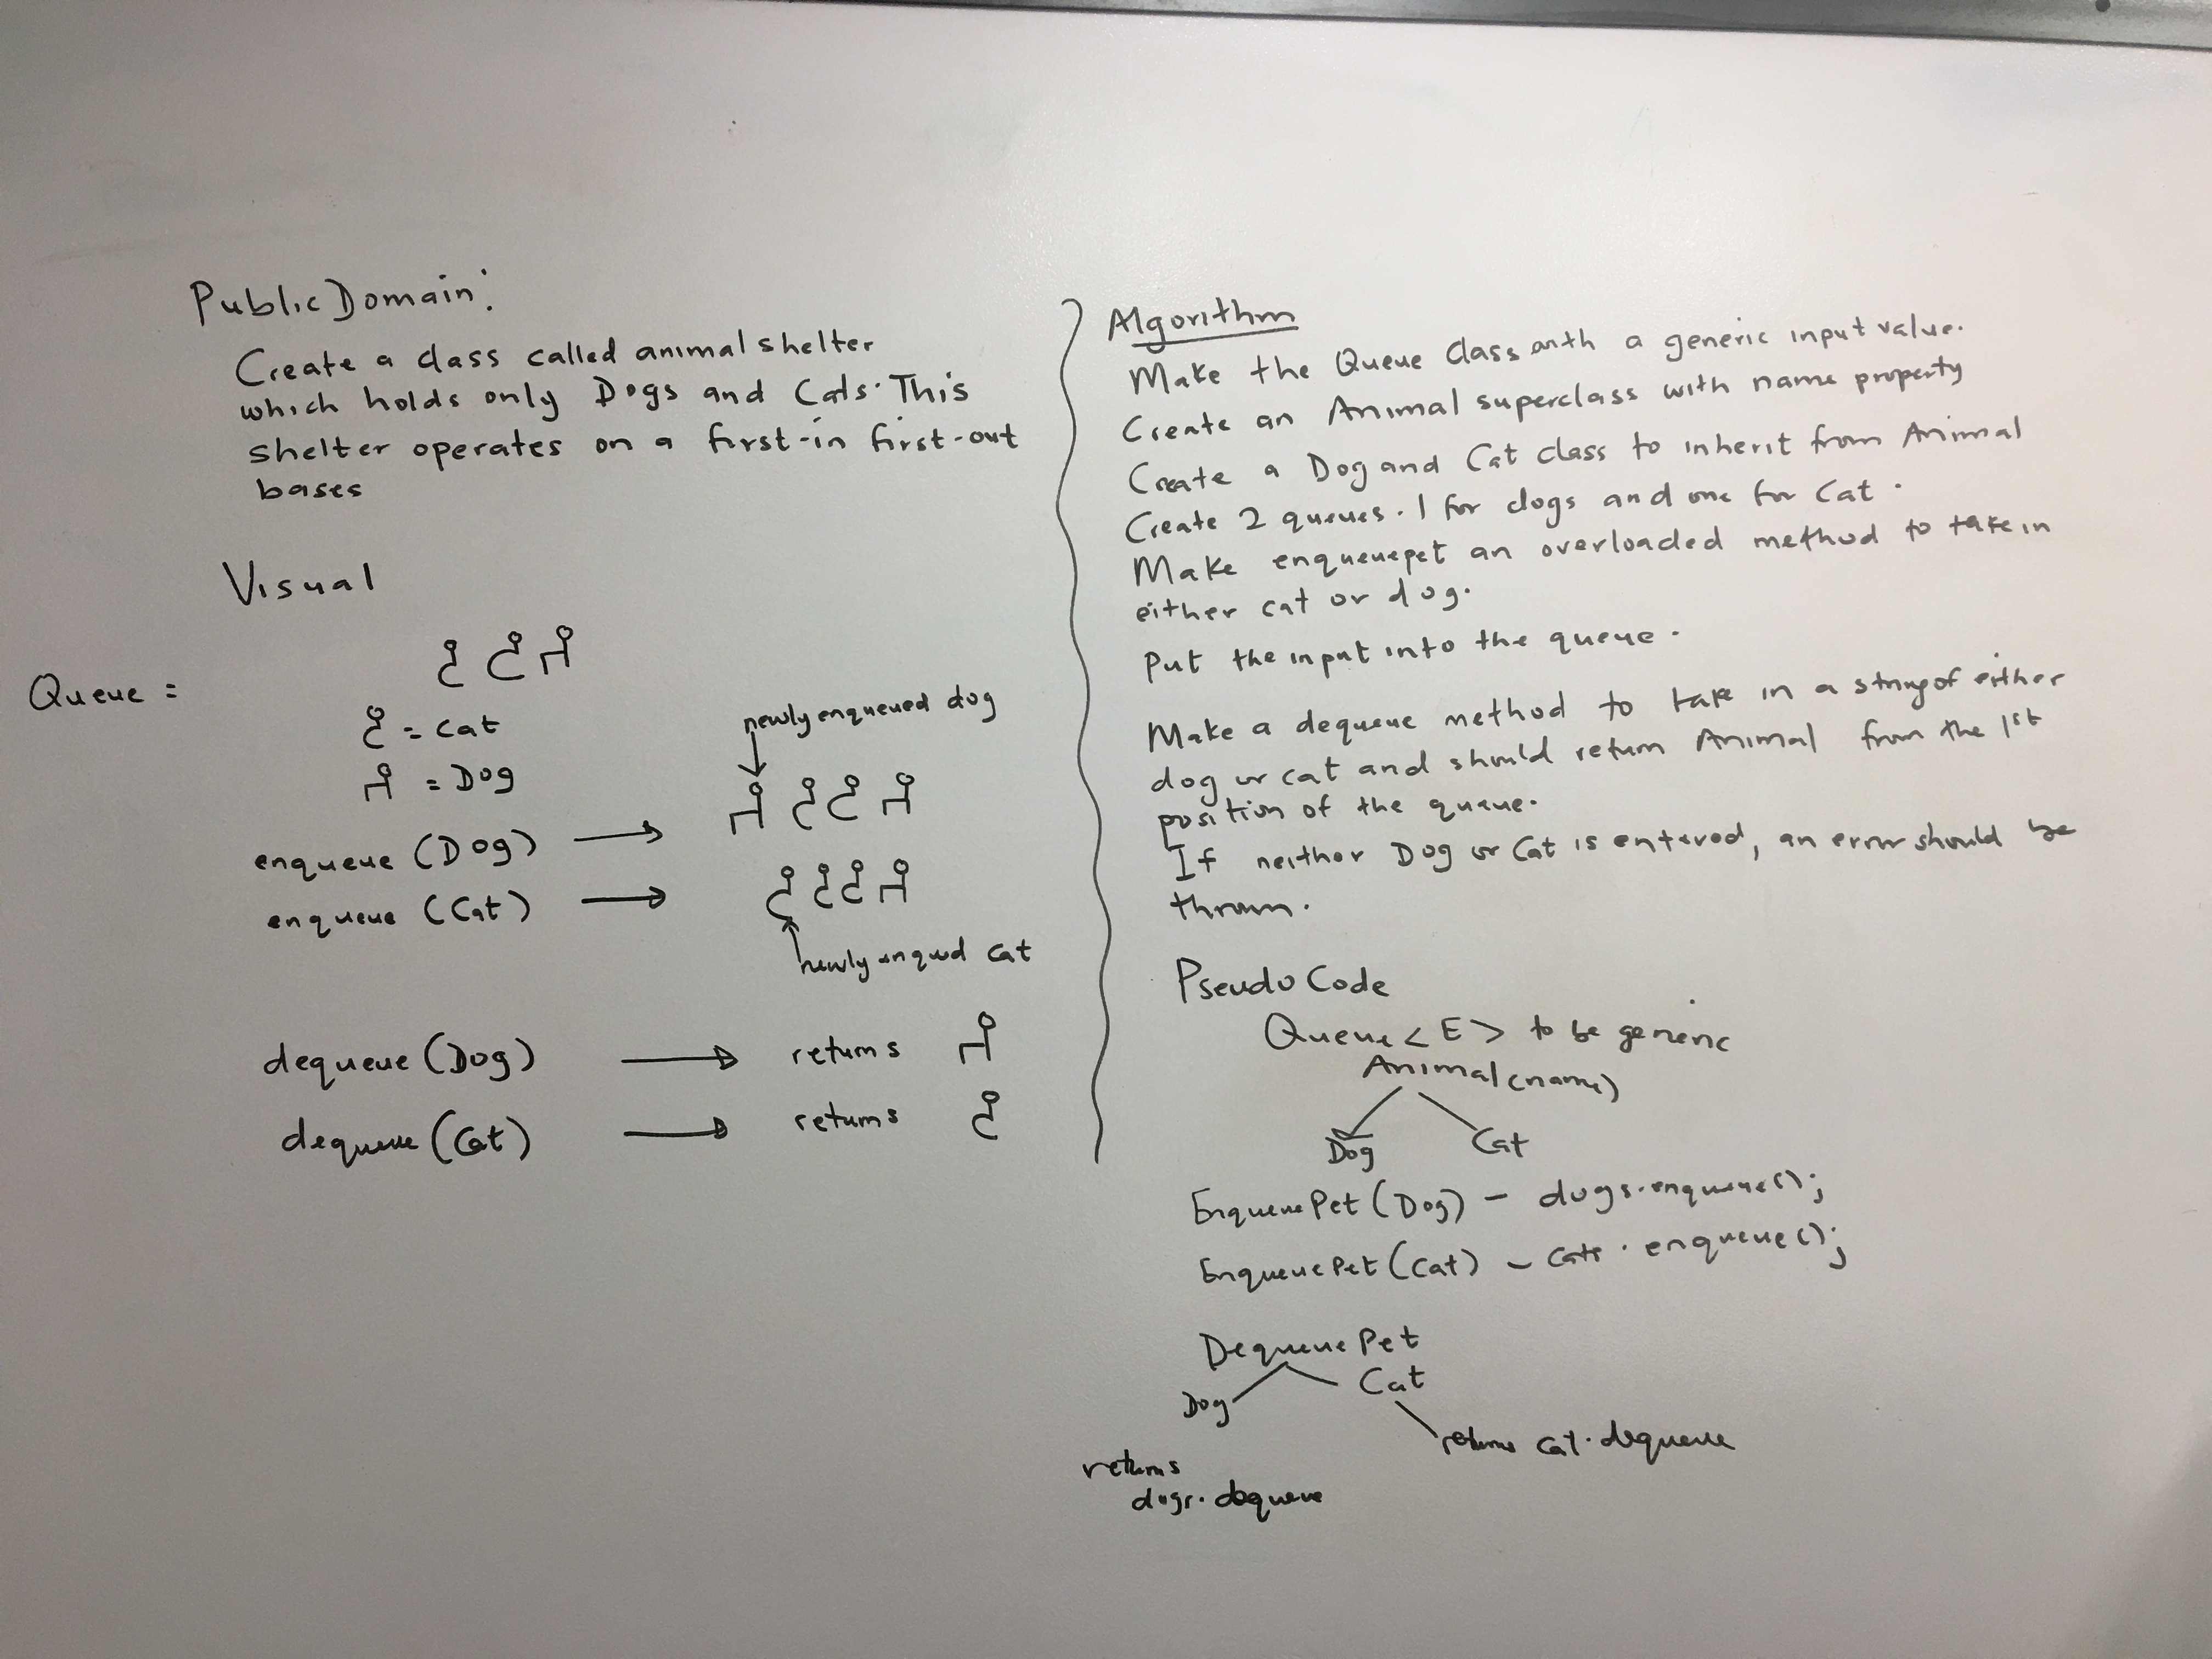 Public Domain:
Create a class called animal shelter
which holds only Dogs and Cats. This
shelter operates on a first-in first-out
bases
Visual
Queue =
= cat
= Dog
newly enqueued dog
enqueue (Dog) →
enqueue (Cat) →
newly enqued cat
dequeue (Dog) → returns
dequeue (Cat) → returns
Algorithm
Make the Queue class with a generic input value.
Create an Animal superclass with name property
Create a Dog and Cat class to inherit from Animal
Create 2 queues. 1 for dogs and one for Cat.
Make enqueuepet an overloaded method to take in
either cat or dog.
Put the input into the queue.
Make a dequeue method to take in a string of either
dog or cat and should return Animal from the 1st
position of the queue.
If neither Dog or Cat is entered, an error should be
thrown.
Pseudo Code
Queue <E> to be generic
Animal (name)
Dog Cat
EnqueuePet (Dog) - dogs.enqueue();
EnqueuePet (Cat) - cats.enqueue();
DequeuePet
Dog Cat
returns cat.dequeue
returns
dogs.dequeue